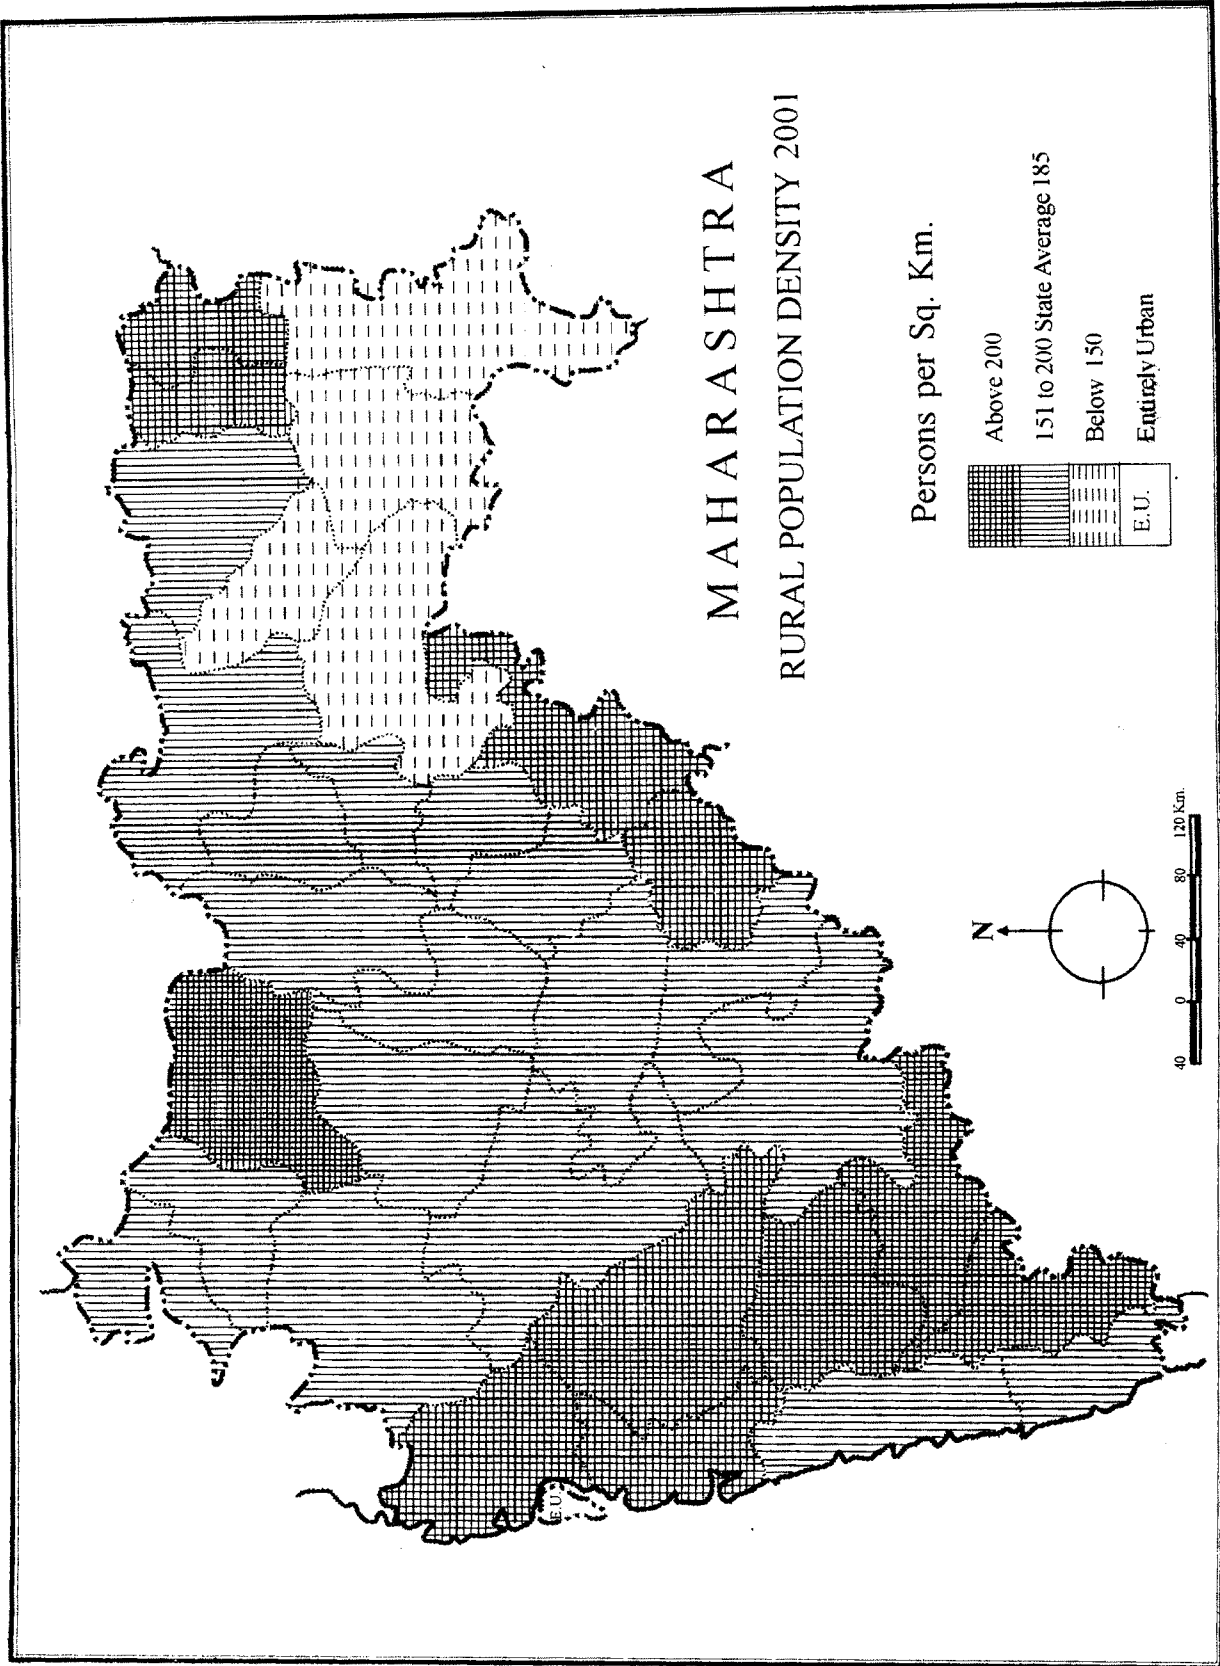 MAHARASHTRA
RURAL POPULATION DENSITY 2001
Persons per Sq. Km.
Above 200
151 to 200 State Average 185
Below 150
E.U. Entirely Urban
N
40 0 40 80 120 Km.
E.U.